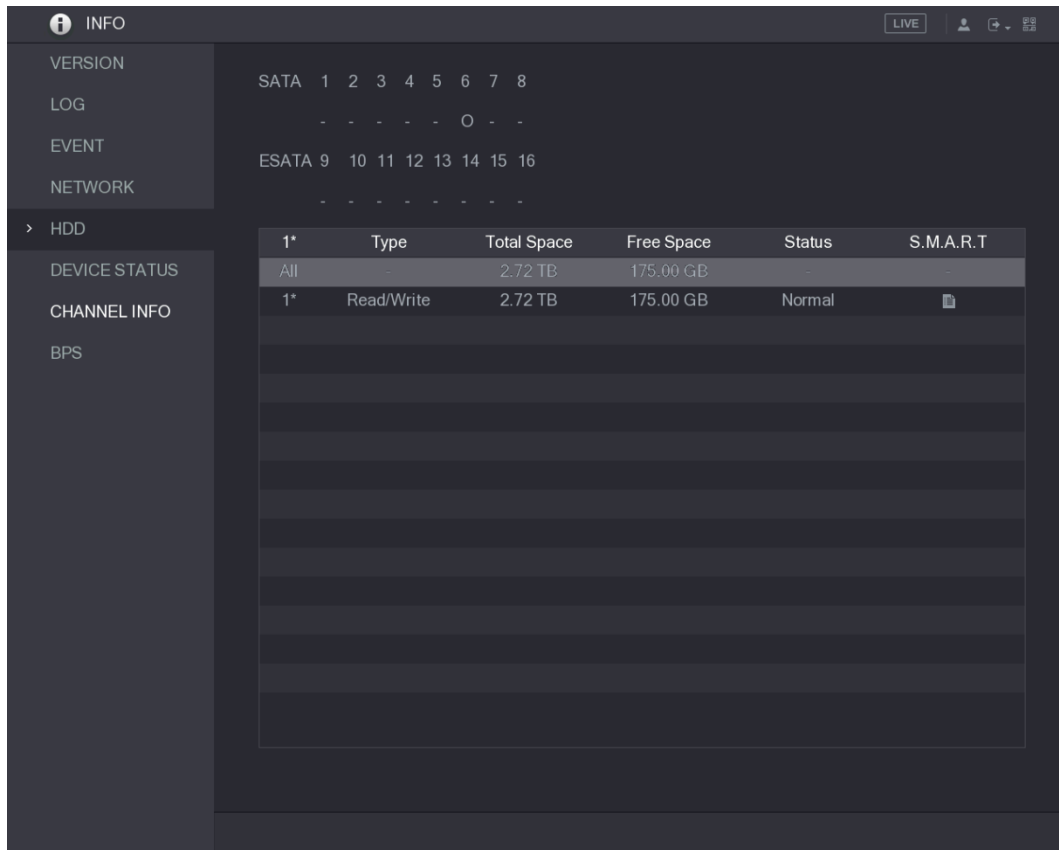 INFO LIVE
VERSION
LOG
EVENT
NETWORK
> HDD
DEVICE STATUS
CHANNEL INFO
BPS
SATA 1 2 3 4 5 6 7 8
- - - - - O - -
ESATA 9 10 11 12 13 14 15 16
- - - - - - - -
1* Type Total Space Free Space Status S.M.A.R.T
All - 2.72 TB 175.00 GB - -
1* Read/Write 2.72 TB 175.00 GB Normal